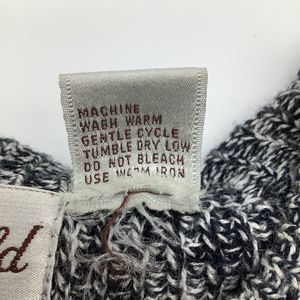 MACHINE
WASH WARM
GENTLE CYCLE
TUMBLE DRY LOW
DO NOT BLEACH
USE WARM IRON